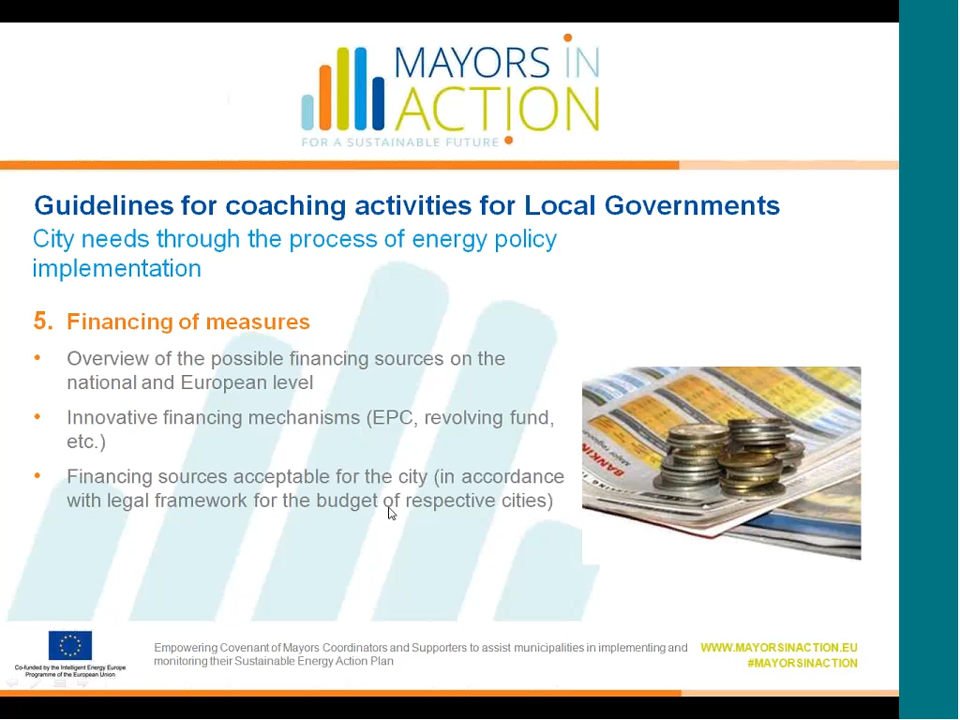 MAYORS IN
ACTION
FOR A SUSTAINABLE FUTURE
Guidelines for coaching activities for Local Governments
City needs through the process of energy policy
implementation
5. Financing of measures
• Overview of the possible financing sources on the
national and European level
• Innovative financing mechanisms (EPC, revolving fund,
etc.)
• Financing sources acceptable for the city (in accordance
with legal framework for the budget of respective cities)
BANKING
Major regional
Co-funded by the Intelligent Energy Europe
Programme of the European Union
Empowering Covenant of Mayors Coordinators and Supporters to assist municipalities in implementing and
monitoring their Sustainable Energy Action Plan
WWW.MAYORSINACTION.EU
#MAYORSINACTION